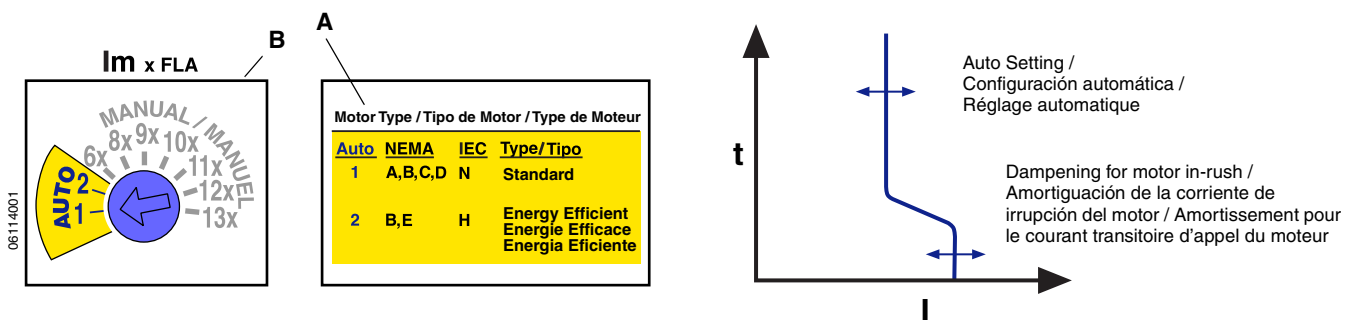 B
Im x FLA
MANUAL / MANUEL
6x
8x
9x
10x
11x
12x
13x
AUTO
2
1
06114001
A
Motor Type / Tipo de Motor / Type de Moteur
Auto NEMA IEC Type/Tipo
1 A,B,C,D N Standard
2 B,E H Energy Efficient
Energie Efficace
Energia Eficiente
t
I
Auto Setting /
Configuración automática /
Réglage automatique
Dampening for motor in-rush /
Amortiguación de la corriente de
irrupción del motor / Amortissement pour
le courant transitoire d’appel du moteur